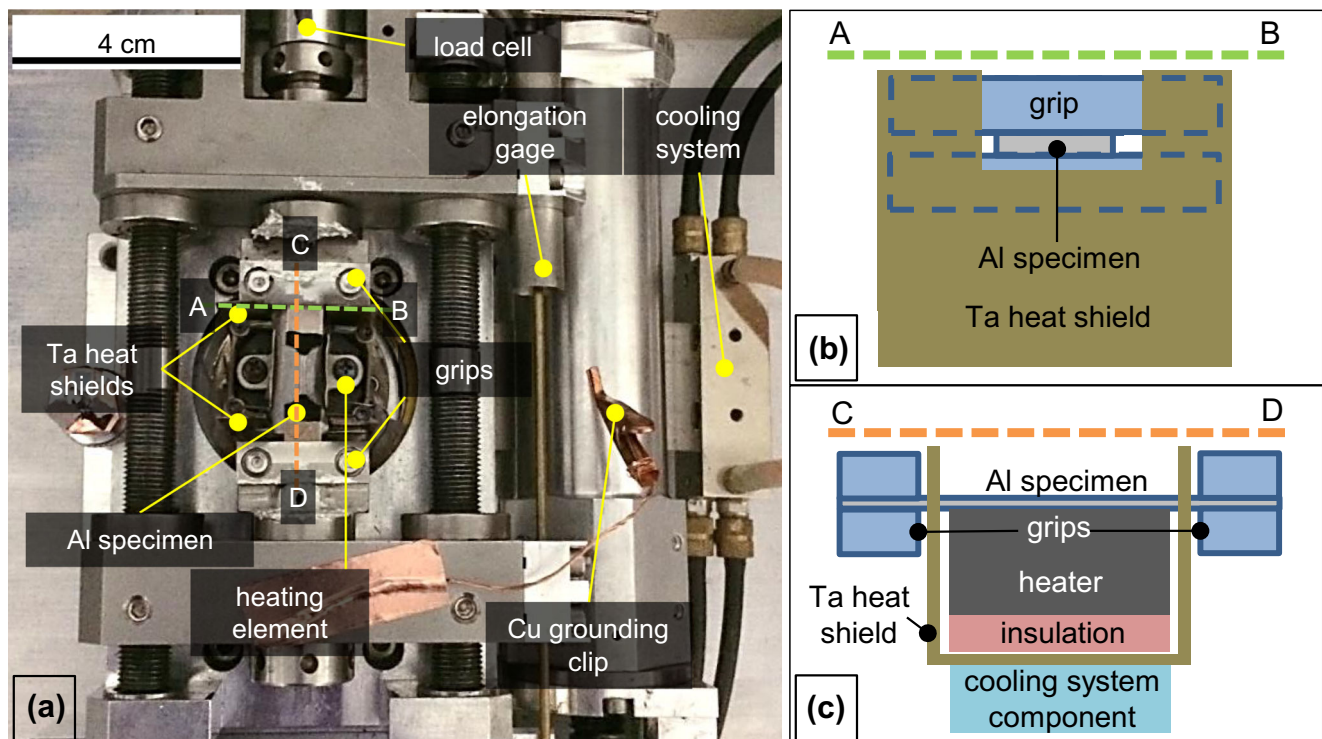 4 cm
load cell
elongation
gage
cooling
system
C
A
B
Ta heat
shields
grips
D
Al specimen
heating
element
Cu grounding
clip
(a)
A
B
grip
Al specimen
Ta heat shield
(b)
C
D
Al specimen
grips
heater
Ta heat
shield
insulation
cooling system
component
(c)